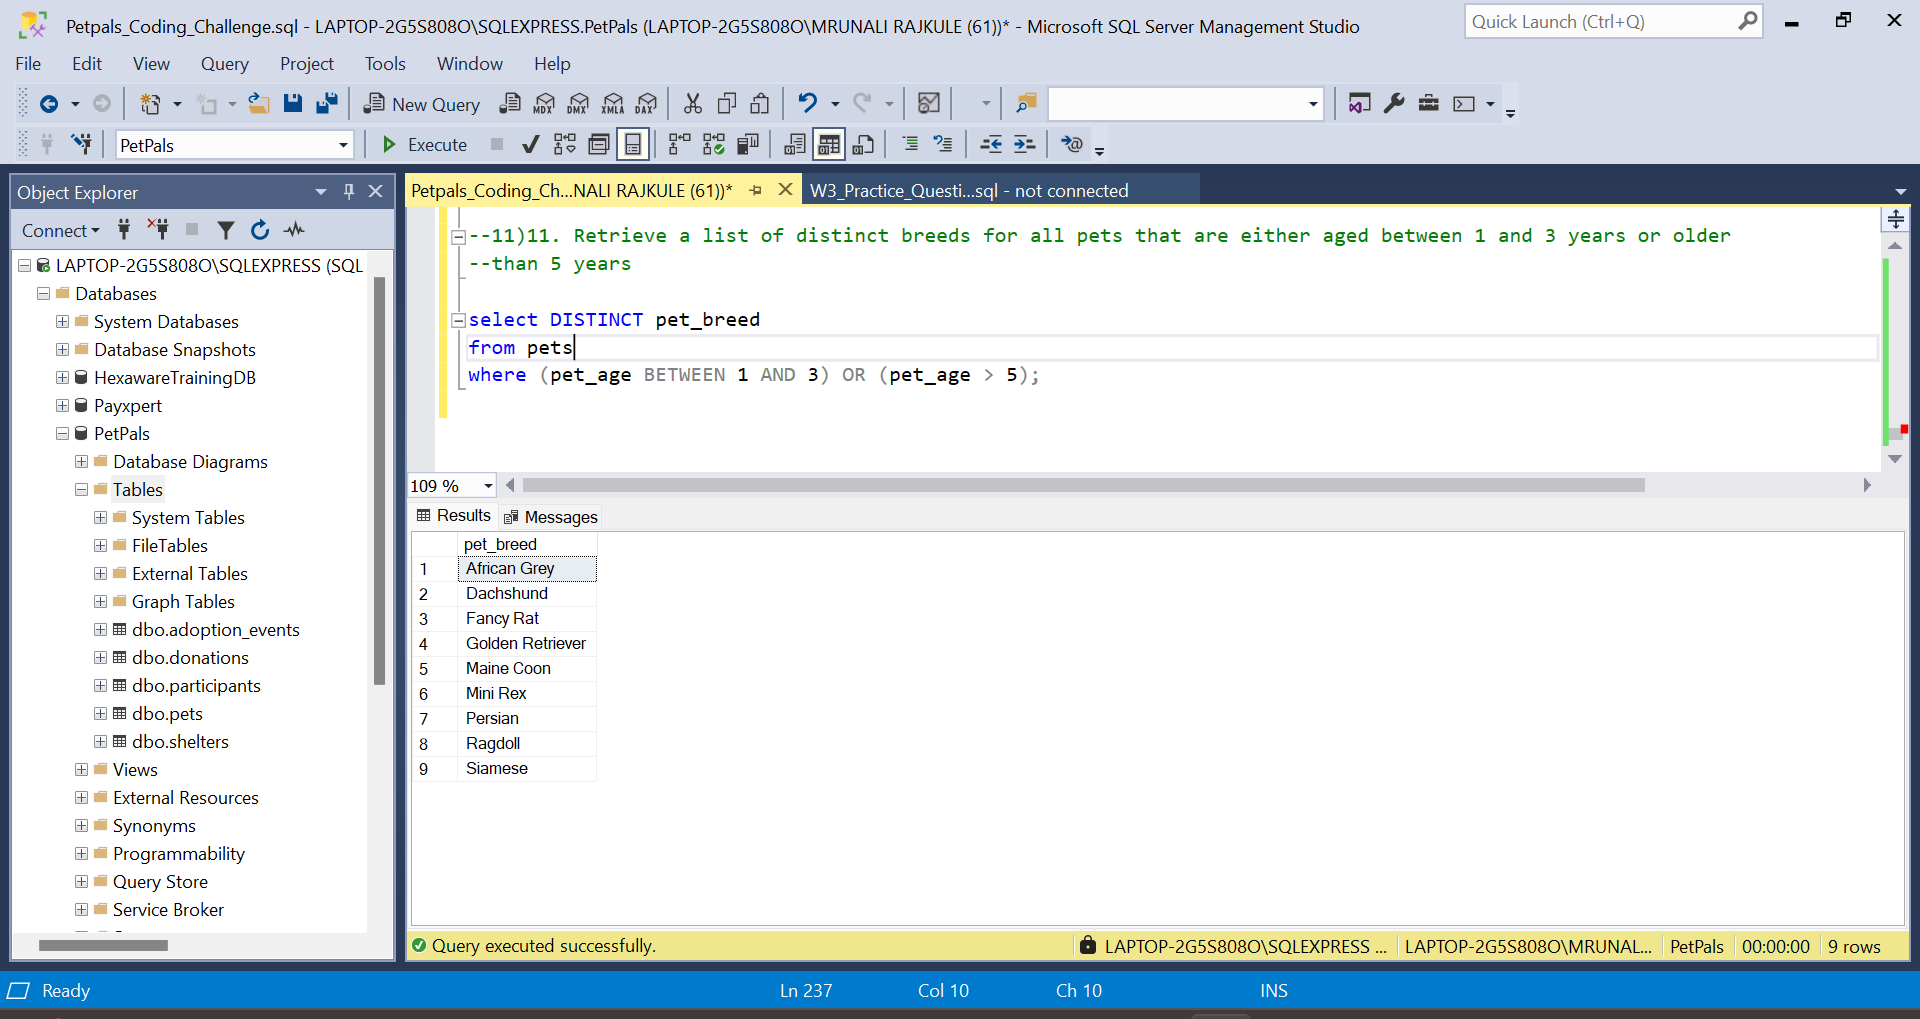 Petpals_Coding_Challenge.sql - LAPTOP-2G5S808O\SQLEXPRESS.PetPals (LAPTOP-2G5S808O\MRUNALI RAJKULE (61))* - Microsoft SQL Server Management Studio
Quick Launch (Ctrl+Q)
File Edit View Query Project Tools Window Help
New Query MDX DMX XMLA DAX
PetPals Execute
Object Explorer
Connect
LAPTOP-2G5S808O\SQLEXPRESS (SQL
Databases
System Databases
Database Snapshots
HexawareTrainingDB
Payxpert
PetPals
Database Diagrams
Tables
System Tables
FileTables
External Tables
Graph Tables
dbo.adoption_events
dbo.donations
dbo.participants
dbo.pets
dbo.shelters
Views
External Resources
Synonyms
Programmability
Query Store
Service Broker
Petpals_Coding_Ch...NALI RAJKULE (61))* W3_Practice_Questi...sql - not connected
--11)11. Retrieve a list of distinct breeds for all pets that are either aged between 1 and 3 years or older
--than 5 years
select DISTINCT pet_breed
from pets
where (pet_age BETWEEN 1 AND 3) OR (pet_age > 5);
109 %
Results Messages
pet_breed
1 African Grey
2 Dachshund
3 Fancy Rat
4 Golden Retriever
5 Maine Coon
6 Mini Rex
7 Persian
8 Ragdoll
9 Siamese
Query executed successfully. LAPTOP-2G5S808O\SQLEXPRESS ... LAPTOP-2G5S808O\MRUNAL... PetPals 00:00:00 9 rows
Ready Ln 237 Col 10 Ch 10 INS